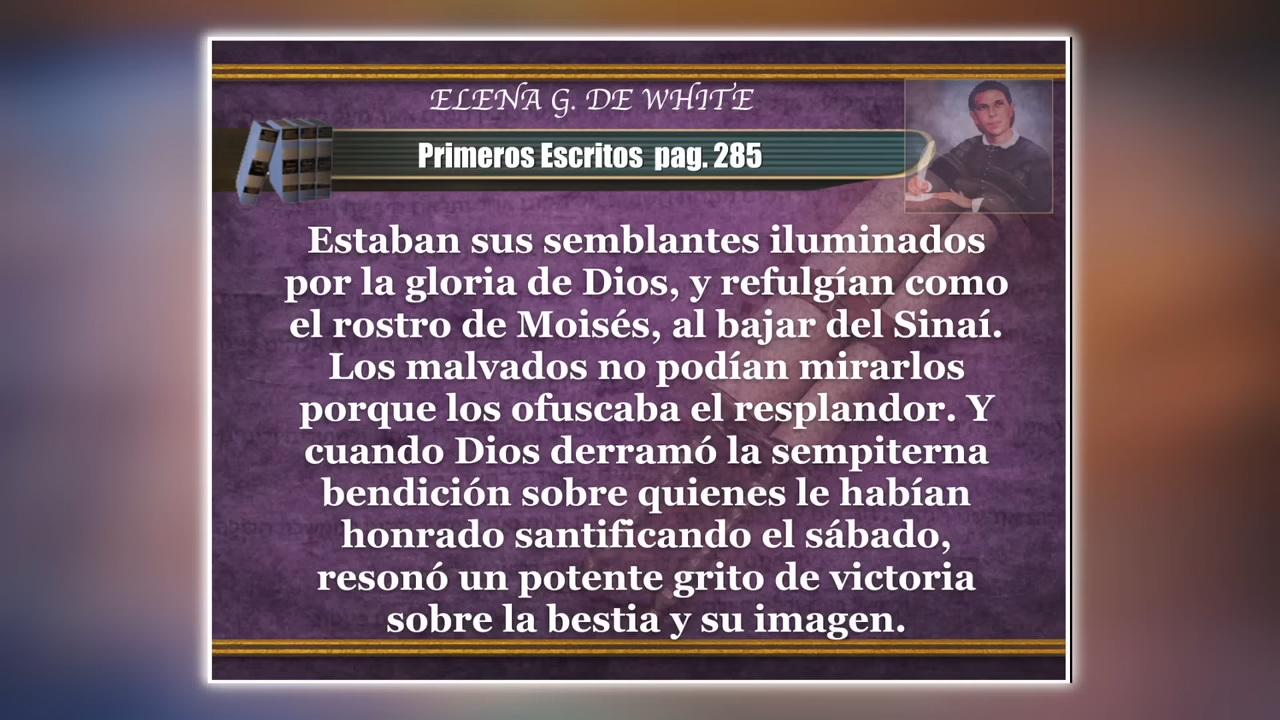 ELENA G. DE WHITE
Primeros Escritos pag. 285
Estaban sus semblantes iluminados
por la gloria de Dios, y refulgían como
el rostro de Moisés, al bajar del Sinaí.
Los malvados no podían mirarlos
porque los ofuscaba el resplandor. Y
cuando Dios derramó la sempiterna
bendición sobre quienes le habían
honrado santificando el sábado,
resonó un potente grito de victoria
sobre la bestia y su imagen.